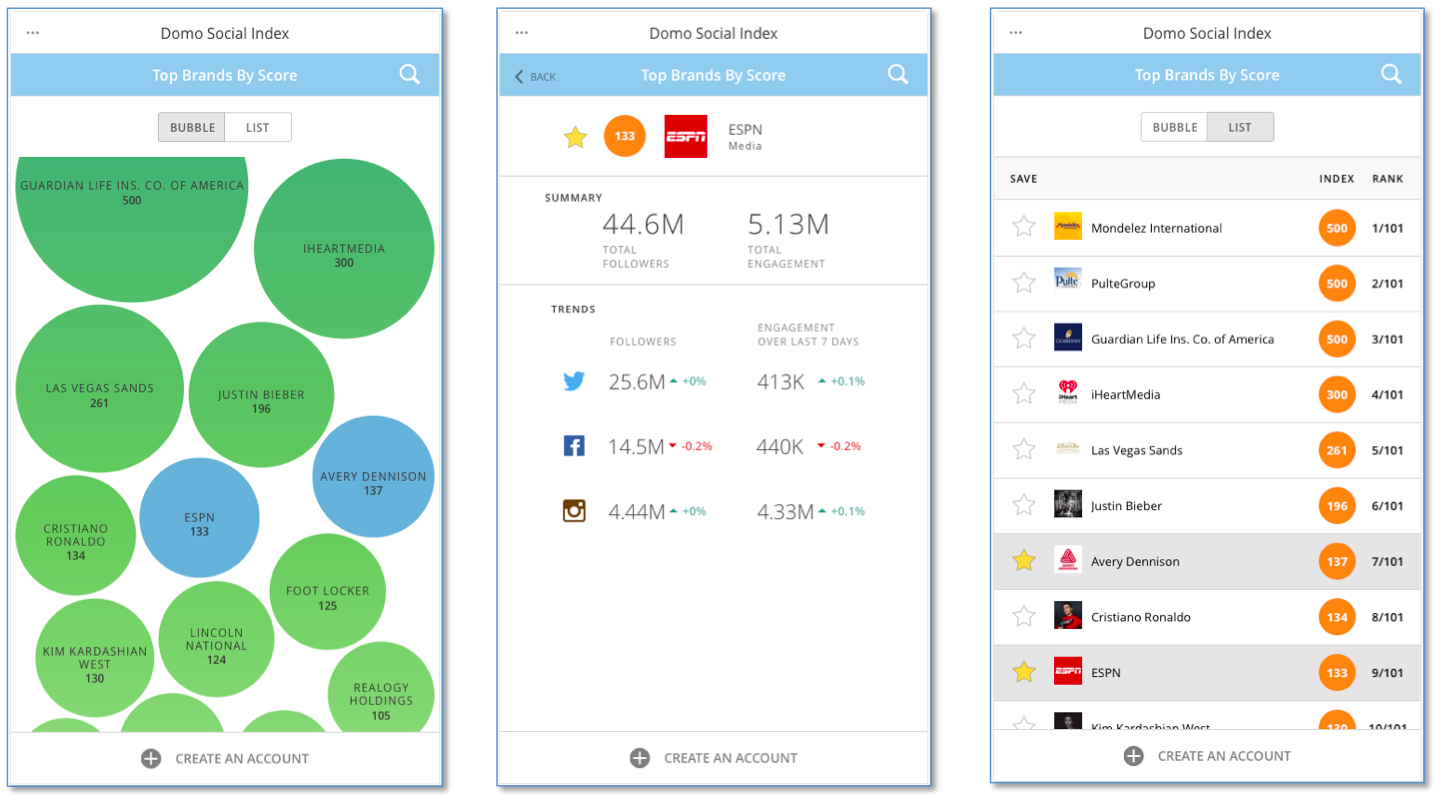 ...
Domo Social Index
Top Brands By Score
BUBBLE LIST
GUARDIAN LIFE INS. CO. OF AMERICA
500
IHEARTMEDIA
300
LAS VEGAS SANDS
261
JUSTIN BIEBER
196
AVERY DENNISON
137
ESPN
133
CRISTIANO
RONALDO
134
FOOT LOCKER
125
LINCOLN
NATIONAL
124
KIM KARDASHIAN
WEST
130
REALOGY
HOLDINGS
105
CREATE AN ACCOUNT
...
Domo Social Index
BACK Top Brands By Score
133 ESPN ESPN
Media
SUMMARY
44.6M 5.13M
TOTAL TOTAL
FOLLOWERS ENGAGEMENT
TRENDS
ENGAGEMENT
FOLLOWERS OVER LAST 7 DAYS
25.6M +0% 413K +0.1%
14.5M -0.2% 440K -0.2%
4.44M +0% 4.33M +0.1%
CREATE AN ACCOUNT
...
Domo Social Index
Top Brands By Score
BUBBLE LIST
SAVE INDEX RANK
Mondelez International 500 1/101
Pulte PulteGroup 500 2/101
GUARDIAN Guardian Life Ins. Co. of America 500 3/101
iHeart iHeartMedia 300 4/101
Las Vegas Sands 261 5/101
Justin Bieber 196 6/101
Avery Dennison 137 7/101
Cristiano Ronaldo 134 8/101
ESPN ESPN 133 9/101
Kim Kardashian West 130 10/101
CREATE AN ACCOUNT